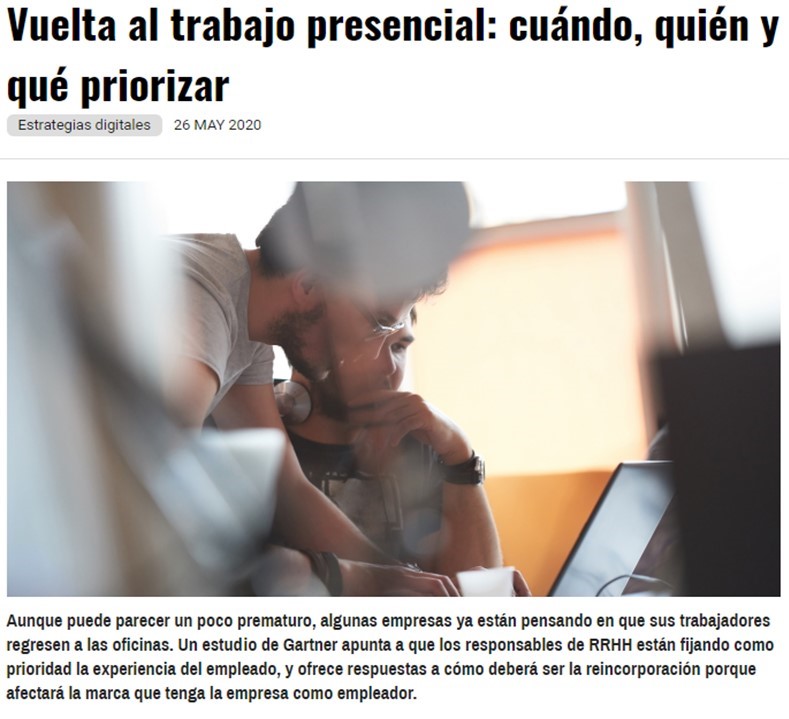 Vuelta al trabajo presencial: cuándo, quién y
qué priorizar
Estrategias digitales 26 MAY 2020
Aunque puede parecer un poco prematuro, algunas empresas ya están pensando en que sus trabajadores
regresen a las oficinas. Un estudio de Gartner apunta a que los responsables de RRHH están fijando como
prioridad la experiencia del empleado, y ofrece respuestas a cómo deberá ser la reincorporación porque
afectará la marca que tenga la empresa como empleador.